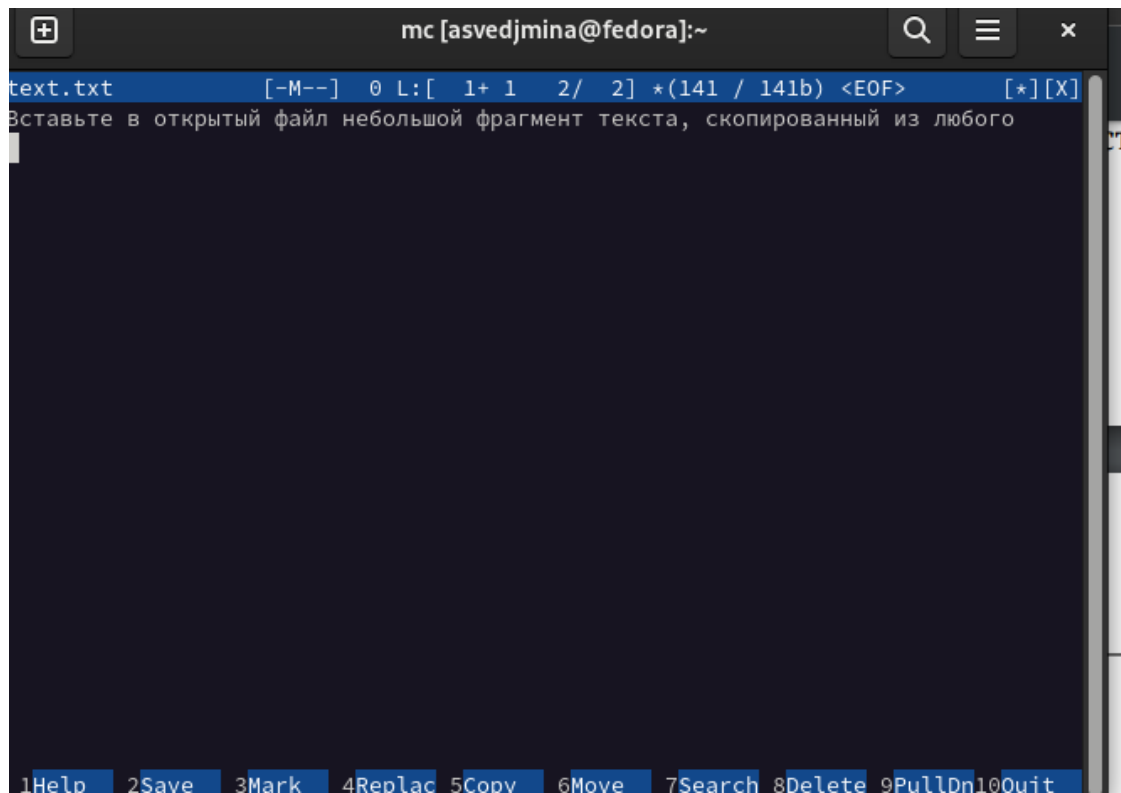 mc [asvedjmina@fedora]:~
text.txt [-M--] 0 L:[ 1+ 1 2/ 2] *(141 / 141b) <EOF> [*][X]
Вставьте в открытый файл небольшой фрагмент текста, скопированный из любого
1Help 2Save 3Mark 4Replac 5Copy 6Move 7Search 8Delete 9PullDn 10Quit